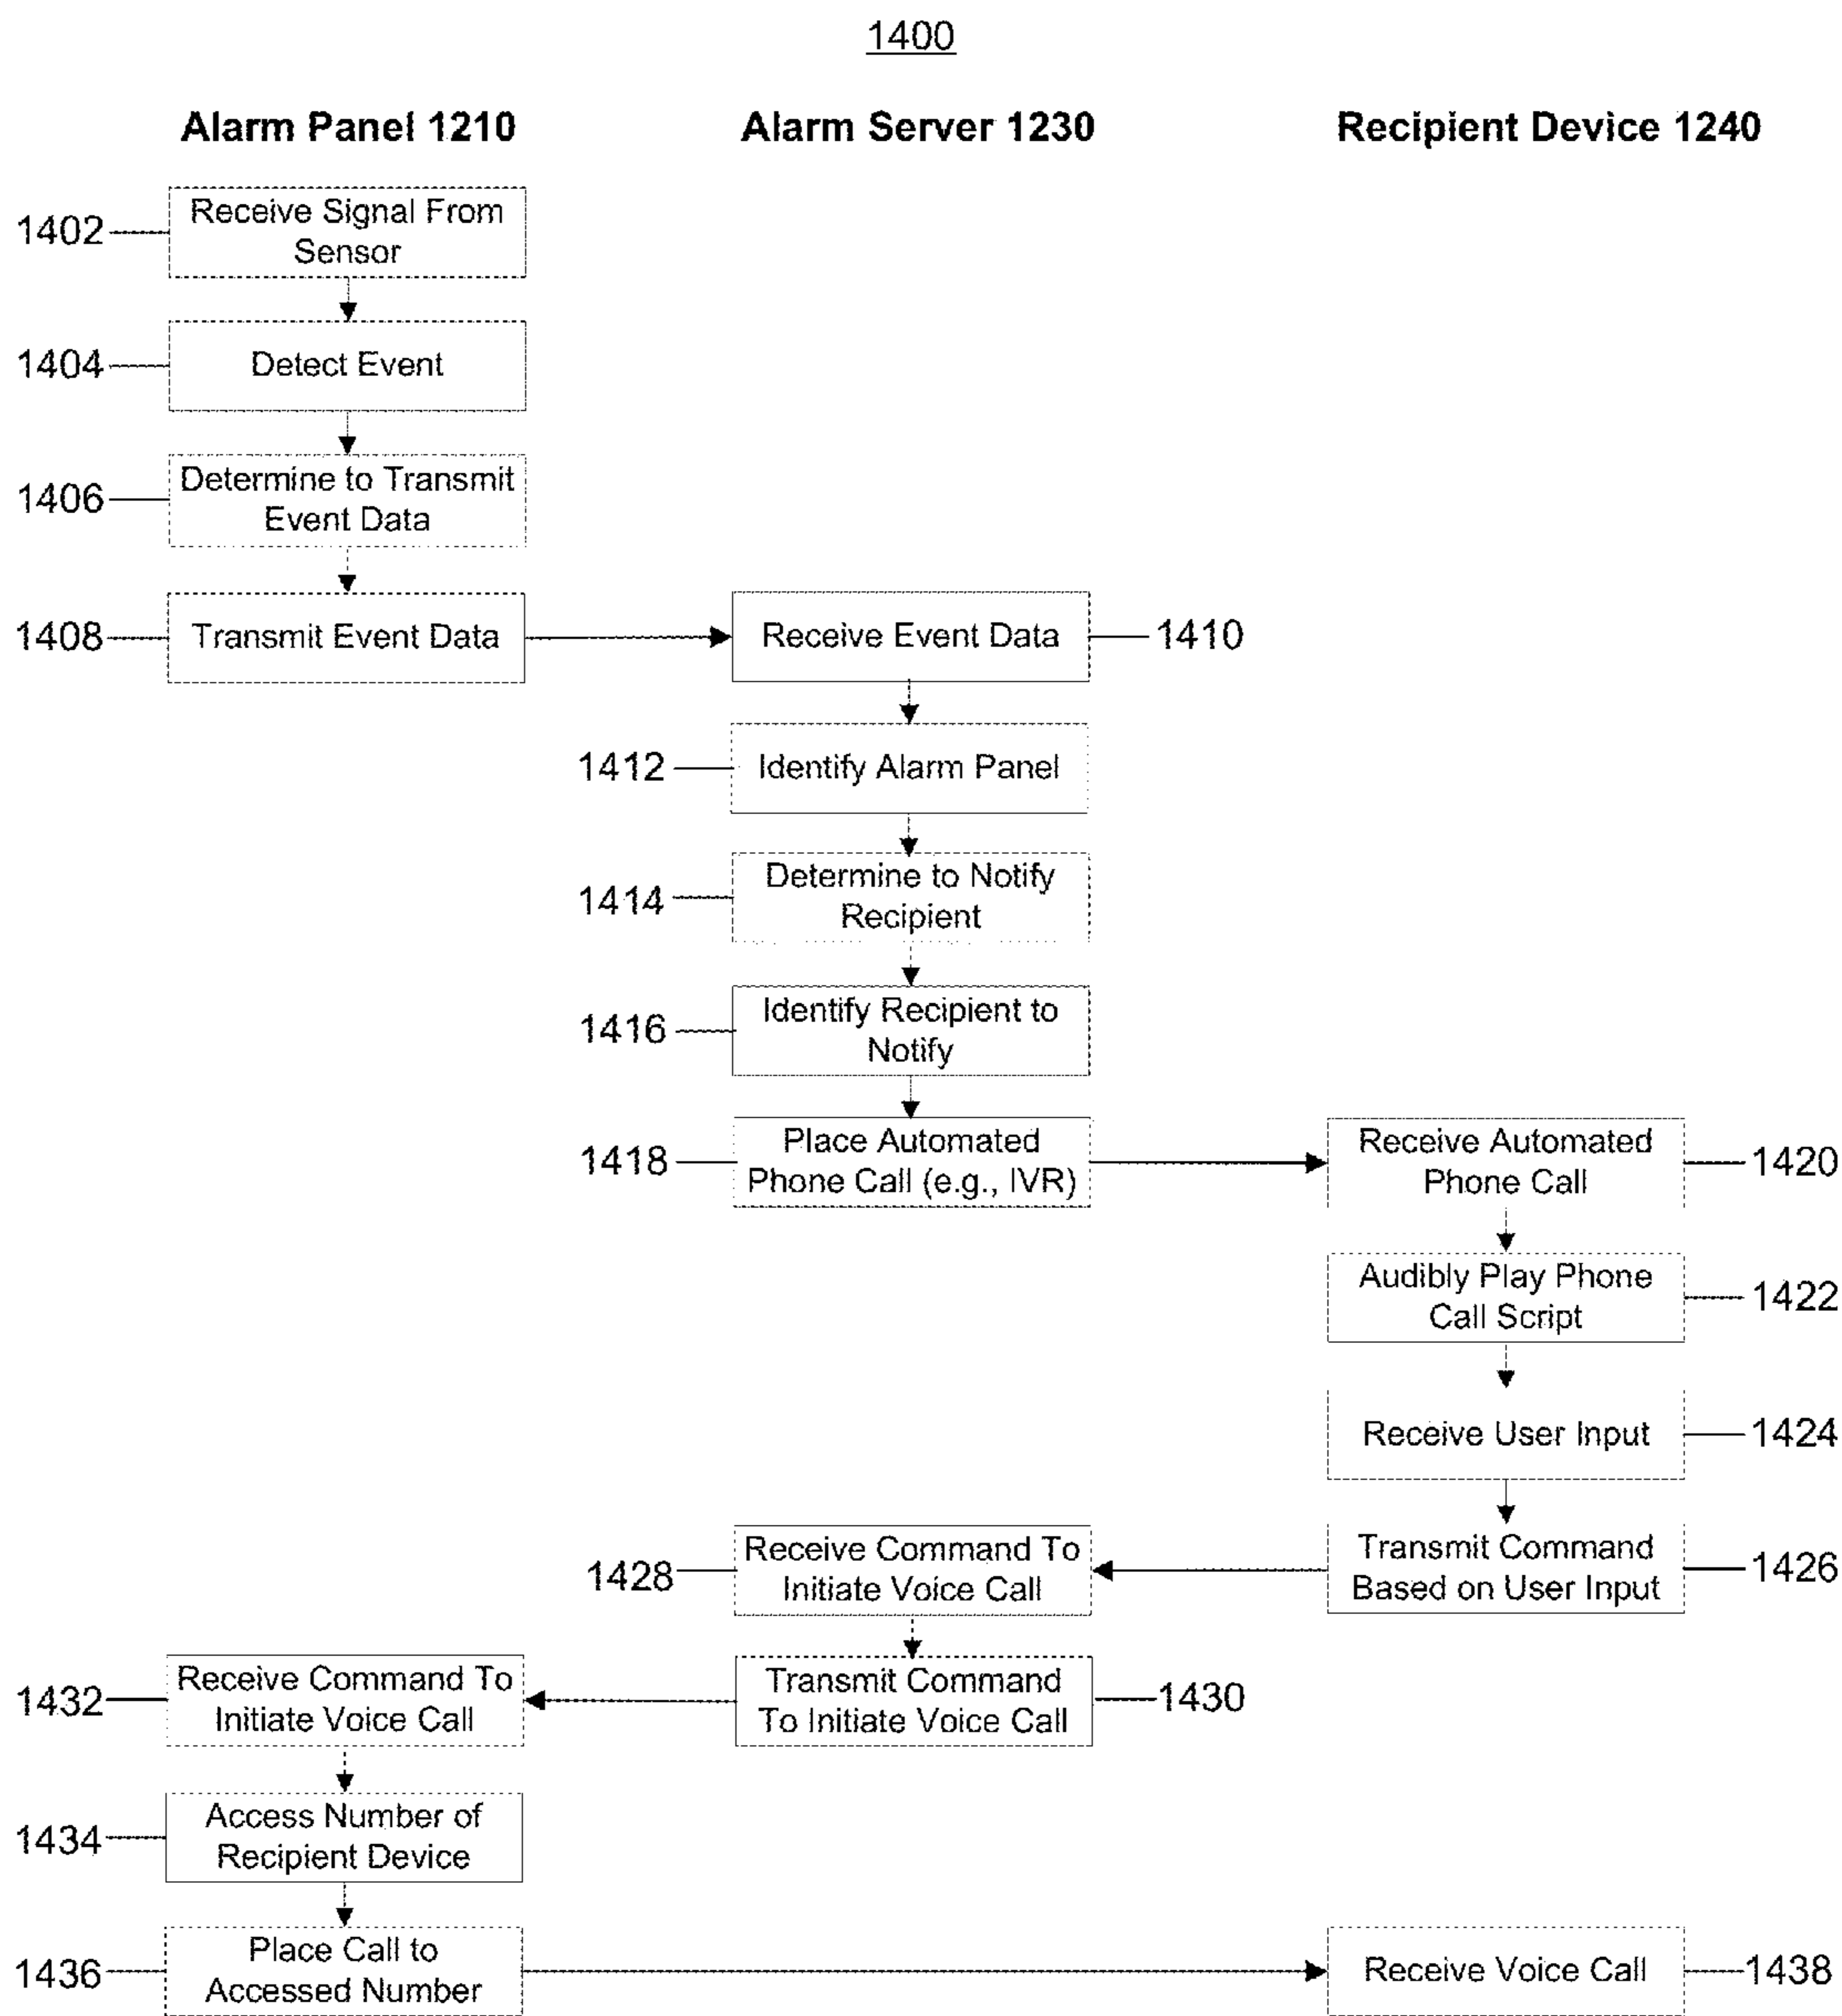 1400
Alarm Panel 1210
Alarm Server 1230
Recipient Device 1240
1402
Receive Signal From
Sensor
1404
Detect Event
1406
Determine to Transmit
Event Data
1408
Transmit Event Data
Receive Event Data
1410
1412
Identify Alarm Panel
1414
Determine to Notify
Recipient
1416
Identify Recipient to
Notify
1418
Place Automated
Phone Call (e.g., IVR)
Receive Automated
Phone Call
1420
Audibly Play Phone
Call Script
1422
Receive User Input
1424
Transmit Command
Based on User Input
1426
1428
Receive Command To
Initiate Voice Call
Transmit Command
To Initiate Voice Call
1430
1432
Receive Command To
Initiate Voice Call
1434
Access Number of
Recipient Device
1436
Place Call to
Accessed Number
Receive Voice Call
1438